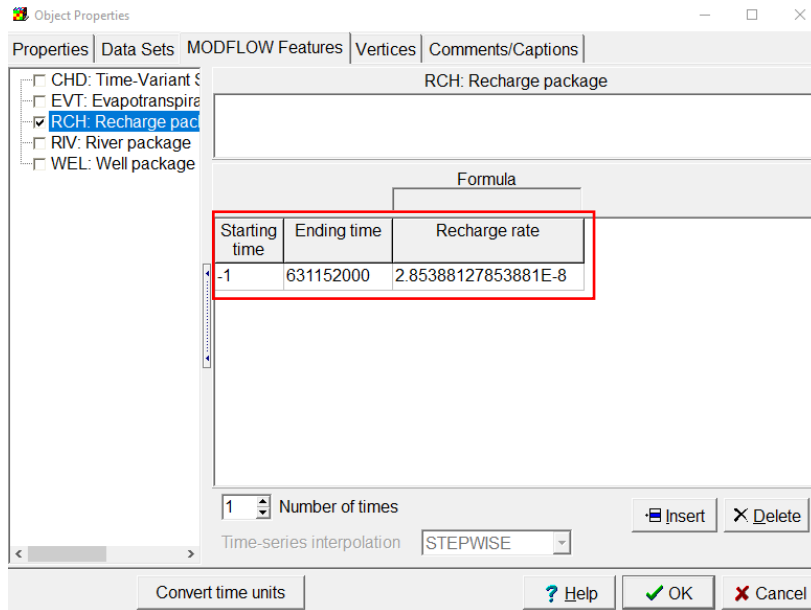 Object Properties
Properties Data Sets MODFLOW Features Vertices Comments/Captions
CHD: Time-Variant S
EVT: Evapotranspira
RCH: Recharge pac
RIV: River package
WEL: Well package
RCH: Recharge package
Formula
Starting time Ending time Recharge rate
-1 631152000 2.85388127853881E-8
1 Number of times
Insert Delete
Time-series interpolation STEPWISE
Convert time units Help OK Cancel